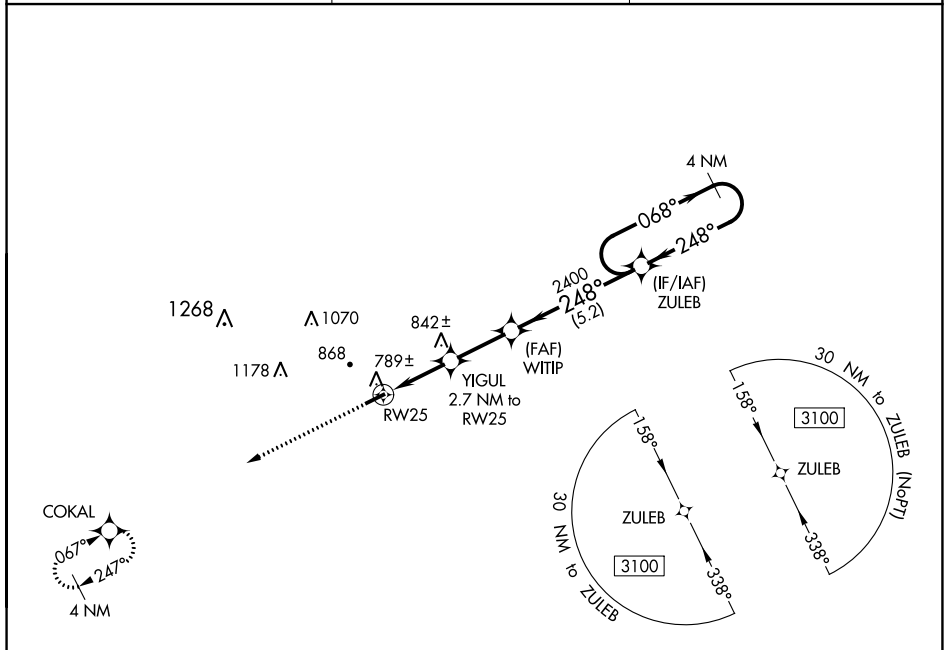 4 NM
068°
248°
(IF/IAF)
ZULEB
2400
248°
(5.2)
(FAF)
WITIP
1268
1070
842±
868
789±
1178
YIGUL
2.7 NM to
RW25
RW25
COKAL
067°
247°
4 NM
30 NM to ZULEB (NoPT)
158°
3100
ZULEB
338°
158°
ZULEB
3100
338°
30 NM to ZULEB